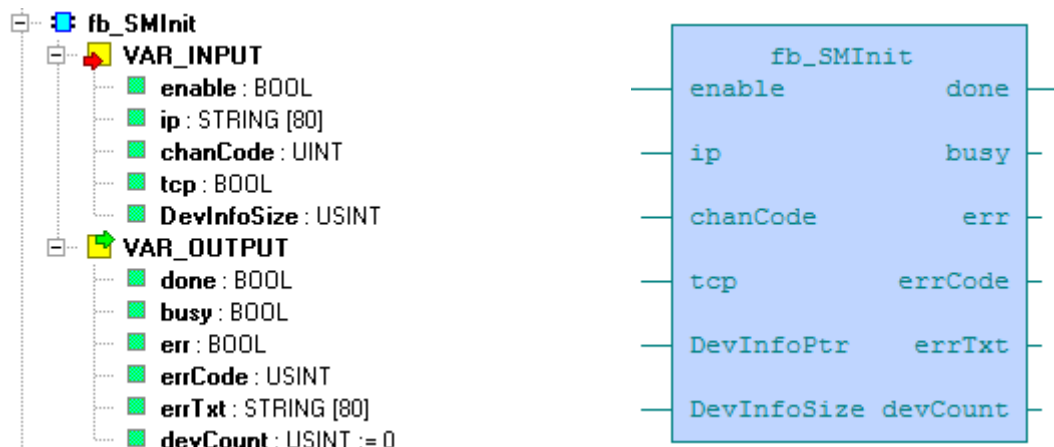 fb_SMInit
VAR_INPUT
enable : BOOL
ip : STRING [80]
chanCode : UINT
tcp : BOOL
DevInfoSize : USINT
VAR_OUTPUT
done : BOOL
busy : BOOL
err : BOOL
errCode : USINT
errTxt : STRING [80]
devCount : USINT := 0
fb_SMInit
enable done
ip busy
chanCode err
tcp errCode
DevInfoPtr errTxt
DevInfoSize devCount